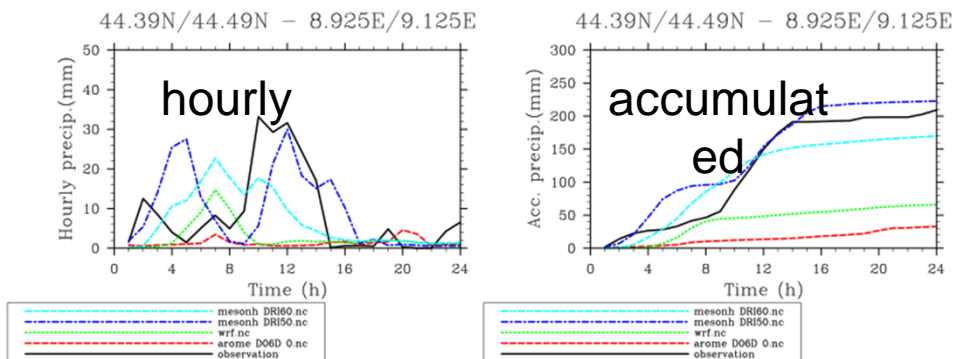 44.39N/44.49N - 8.925E/9.125E
hourly
Hourly precip.(mm)
50
40
30
20
10
0
0 4 8 12 16 20 24
Time (h)
mesonh DRI60.nc
mesonh DRI50.nc
wrf.nc
arome D06D 0.nc
observation
44.39N/44.49N - 8.925E/9.125E
accumulat
ed
Acc. precip.(mm)
300
250
200
150
100
50
0
0 4 8 12 16 20 24
Time (h)
mesonh DRI60.nc
mesonh DRI50.nc
wrf.nc
arome D06D 0.nc
observation